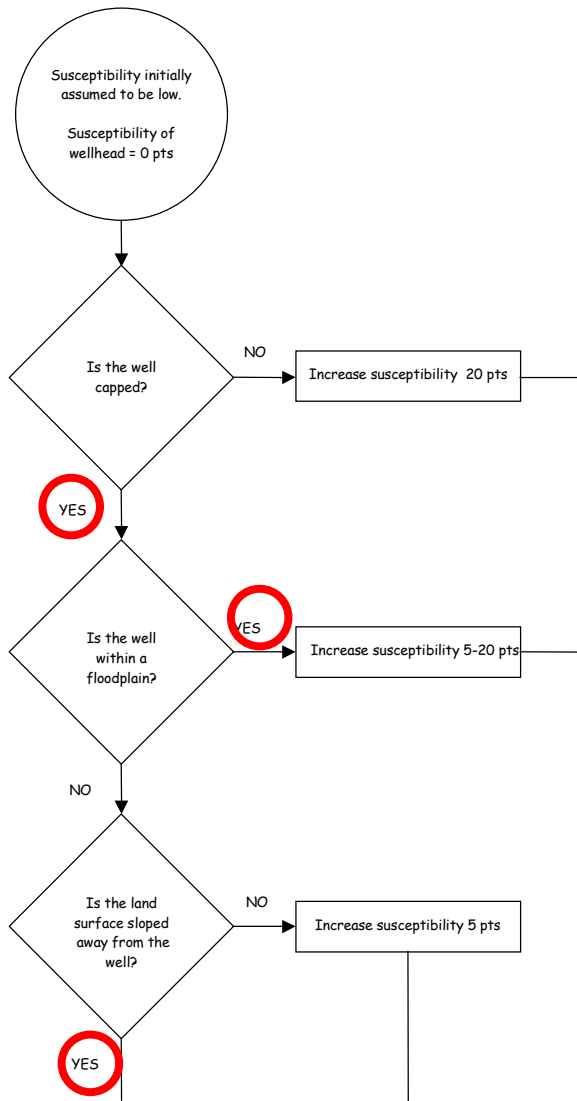 Susceptibility initially
assumed to be low.
Susceptibility of
wellhead = 0 pts
Is the well
capped?
NO
Increase susceptibility 20 pts
YES
Is the well
within a
floodplain?
YES
Increase susceptibility 5-20 pts
NO
Is the land
surface sloped
away from the
well?
NO
Increase susceptibility 5 pts
YES